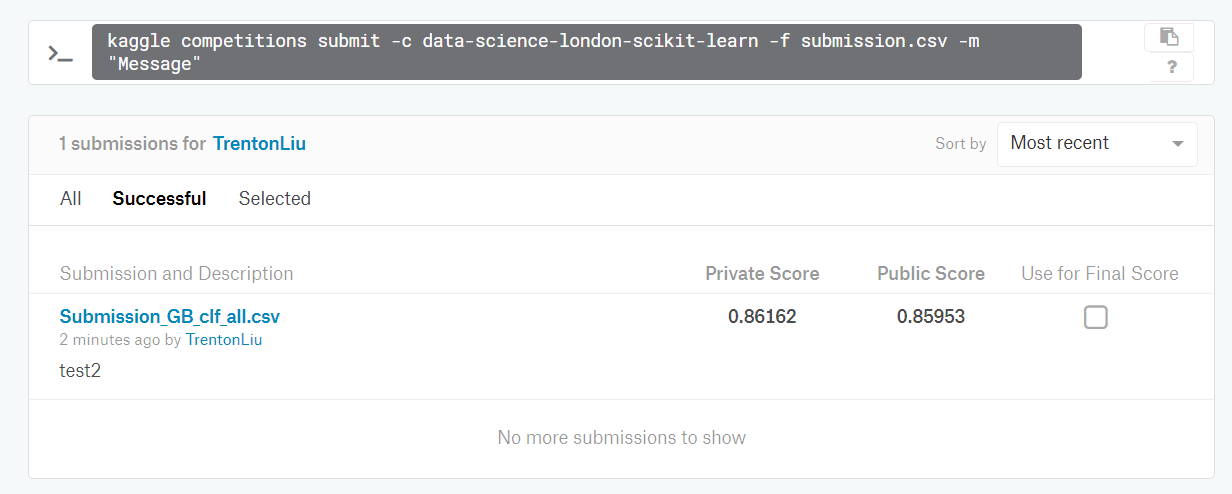 kaggle competitions submit -c data-science-london-scikit-learn -f submission.csv -m
"Message"
?
1 submissions for TrentonLiu
Sort by Most recent
All Successful Selected
Submission and Description Private Score Public Score Use for Final Score
Submission_GB_clf_all.csv 0.86162 0.85953
2 minutes ago by TrentonLiu
test2
No more submissions to show